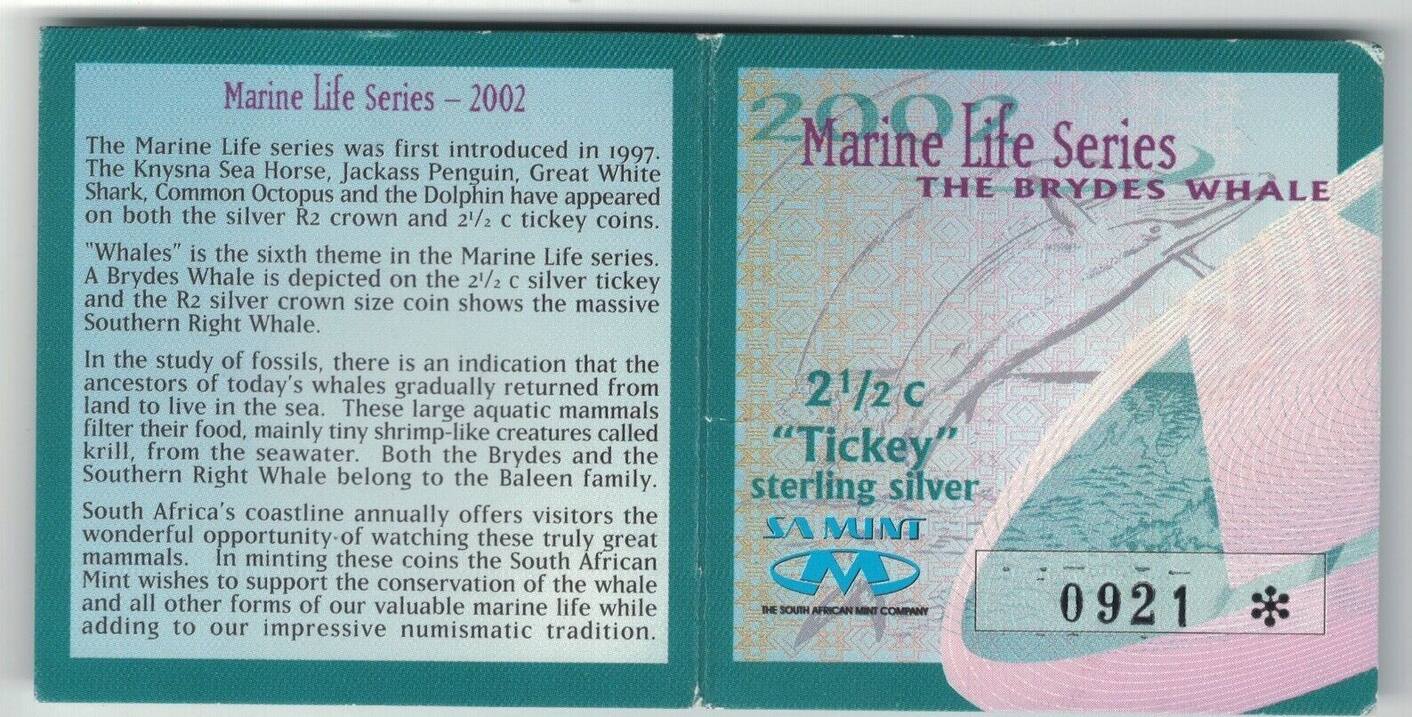 Marine Life Series – 2002
The Marine Life series was first introduced in 1997.
The Knysna Sea Horse, Jackass Penguin, Great White
Shark, Common Octopus and the Dolphin have appeared
on both the silver R2 crown and 2½ c tickey coins.
"Whales" is the sixth theme in the Marine Life series.
A Brydes Whale is depicted on the 2½ c silver tickey
and the R2 silver crown size coin shows the massive
Southern Right Whale.
In the study of fossils, there is an indication that the
ancestors of today's whales gradually returned from
land to live in the sea. These large aquatic mammals
filter their food, mainly tiny shrimp-like creatures called
krill, from the seawater. Both the Brydes and the
Southern Right Whale belong to the Baleen family.
South Africa's coastline annually offers visitors the
wonderful opportunity·of watching these truly great
mammals. In minting these coins the South African
Mint wishes to support the conservation of the whale
and all other forms of our valuable marine life while
adding to our impressive numismatic tradition.
2002
Marine Life Series
THE BRYDES WHALE
2½ c
"Tickey"
sterling silver
SA MINT
THE SOUTH AFRICAN MINT COMPANY
0921 *